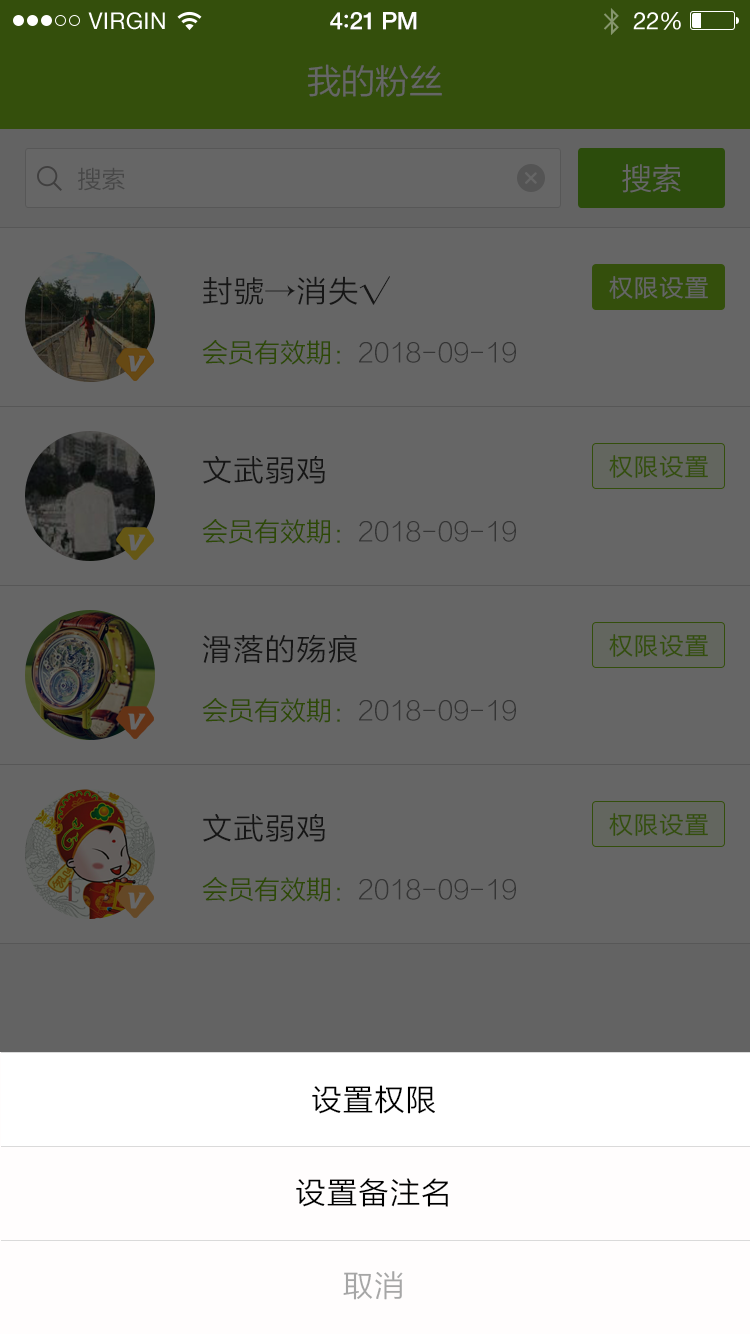 VIRGIN 4:21 PM 22%
我的粉丝
搜索 搜索
封號→消失√ 权限设置
会员有效期：2018-09-19
文武弱鸡 权限设置
会员有效期：2018-09-19
滑落的殇痕 权限设置
会员有效期：2018-09-19
文武弱鸡 权限设置
会员有效期：2018-09-19
设置权限
设置备注名
取消